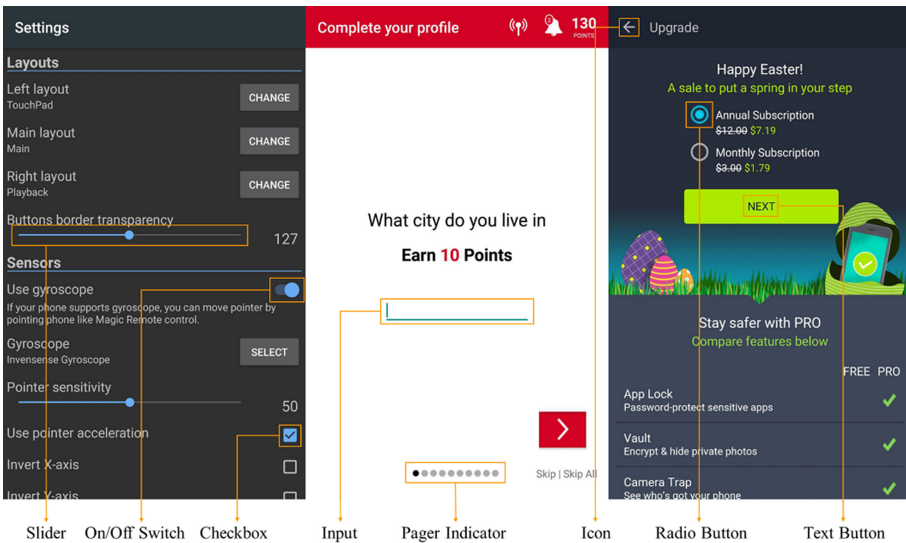 Settings
Layouts
Left layout
TouchPad
CHANGE
Main layout
Main
CHANGE
Right layout
Playback
CHANGE
Buttons border transparency
127
Sensors
Use gyroscope
If your phone supports gyroscope, you can move pointer by
pointing phone like Magic Remote control.
Gyroscope
Invensense Gyroscope
SELECT
Pointer sensitivity
50
Use pointer acceleration
Invert X-axis
Invert Y-axis
Complete your profile
2
130
POINTS
What city do you live in
Earn 10 Points
Skip | Skip All
Upgrade
Happy Easter!
A sale to put a spring in your step
Annual Subscription
$12.00 $7.19
Monthly Subscription
$3.00 $1.79
NEXT
Stay safer with PRO
Compare features below
FREE PRO
App Lock
Password-protect sensitive apps
Vault
Encrypt & hide private photos
Camera Trap
See who's got your phone
Slider On/Off Switch Checkbox Input Pager Indicator Icon Radio Button Text Button